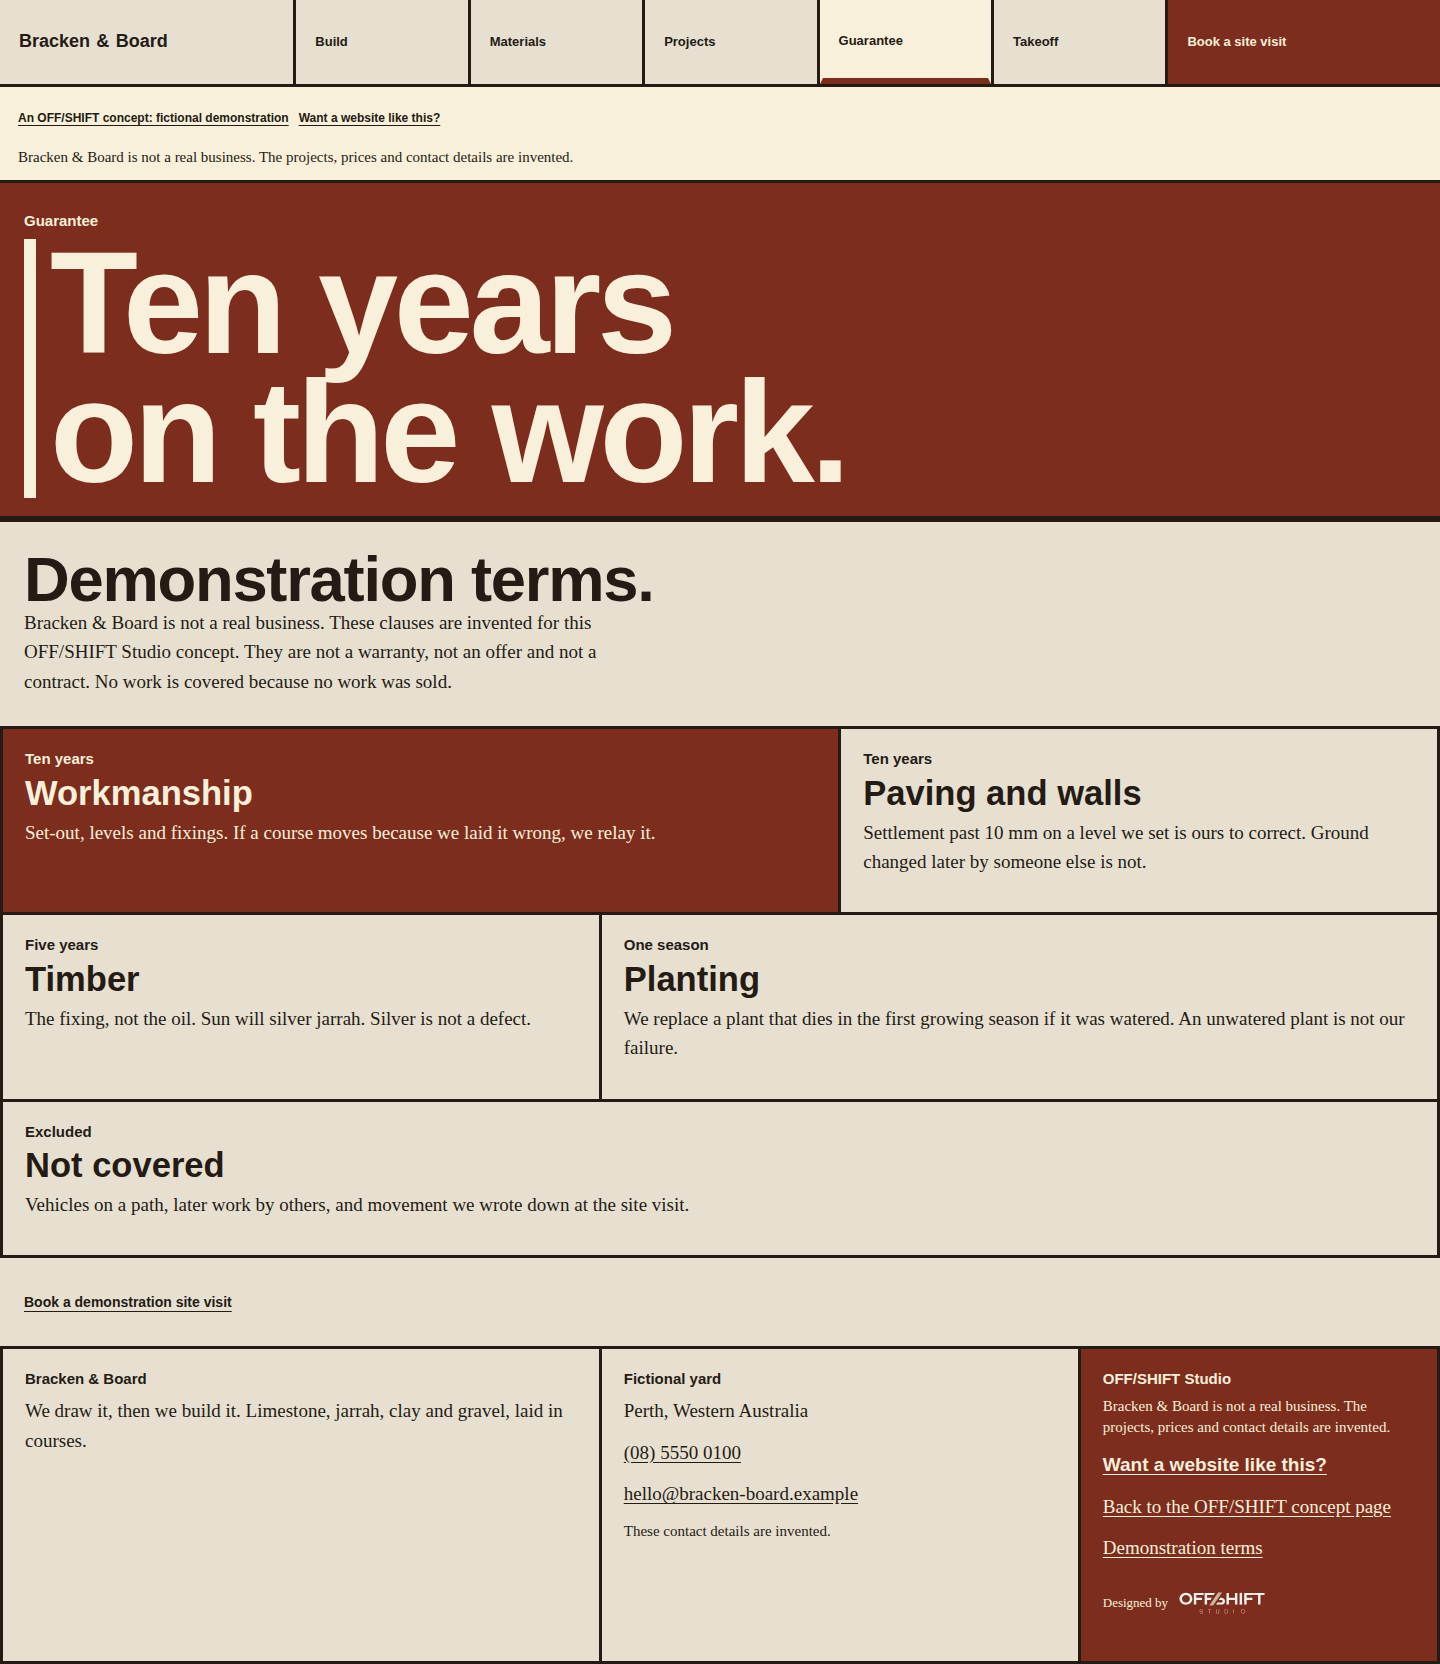 Bracken & Board
Build
Materials
Projects
Guarantee
Takeoff
Book a site visit
An OFF/SHIFT concept: fictional demonstration Want a website like this?
Bracken & Board is not a real business. The projects, prices and contact details are invented.
Guarantee
Ten years
on the work.
Demonstration terms.
Bracken & Board is not a real business. These clauses are invented for this
OFF/SHIFT Studio concept. They are not a warranty, not an offer and not a
contract. No work is covered because no work was sold.
Ten years
Workmanship
Set-out, levels and fixings. If a course moves because we laid it wrong, we relay it.
Ten years
Paving and walls
Settlement past 10 mm on a level we set is ours to correct. Ground
changed later by someone else is not.
Five years
Timber
The fixing, not the oil. Sun will silver jarrah. Silver is not a defect.
One season
Planting
We replace a plant that dies in the first growing season if it was watered. An unwatered plant is not our
failure.
Excluded
Not covered
Vehicles on a path, later work by others, and movement we wrote down at the site visit.
Book a demonstration site visit
Bracken & Board
We draw it, then we build it. Limestone, jarrah, clay and gravel, laid in
courses.
Fictional yard
Perth, Western Australia
(08) 5550 0100
hello@bracken-board.example
These contact details are invented.
OFF/SHIFT Studio
Bracken & Board is not a real business. The
projects, prices and contact details are invented.
Want a website like this?
Back to the OFF/SHIFT concept page
Demonstration terms
Designed by OFF/SHIFT
STUDIO